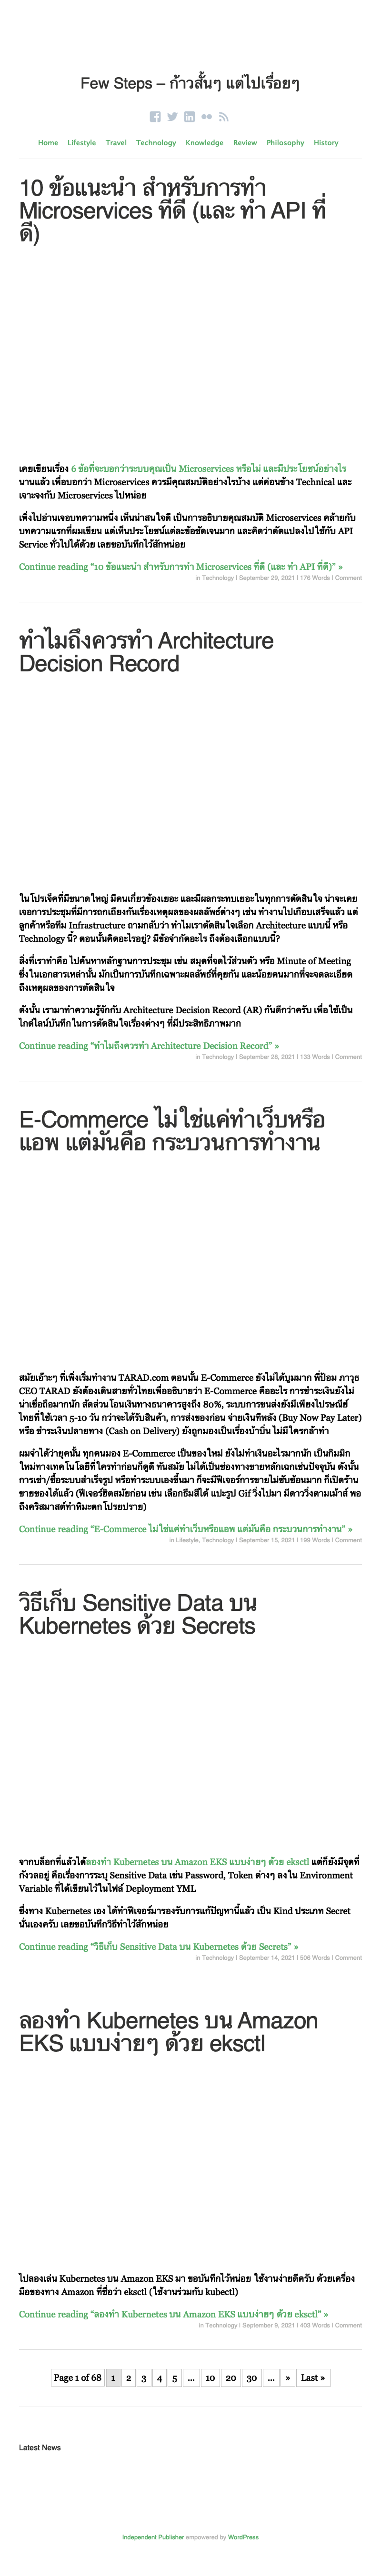 Few Steps – ก้าวสั้นๆ แต่ไปเรื่อยๆ
Home Lifestyle Travel Technology Knowledge Review Philosophy History
10 ข้อแนะนำ สำหรับการทำ
Microservices ที่ดี (และ ทำ API ที่
ดี)
เคยเขียนเรื่อง 6 ข้อที่จะบอกว่าระบบคุณเป็น Microservices หรือไม่ และมีประโยชน์อย่างไร
นานแล้ว เพื่อบอกว่า Microservices ควรมีคุณสมบัติอย่างไรบ้าง แต่ค่อนข้าง Technical และ
เจาะจงกับ Microservices ไปหน่อย
เพิ่งไปอ่านเจอบทความหนึ่ง เห็นน่าสนใจดี เป็นการอธิบายคุณสมบัติ Microservices คล้ายกับ
บทความแรกที่ผมเขียน แต่เห็นประโยชน์แต่ละข้อชัดเจนมาก และคิดว่าดัดแปลงไปใช้กับ API
Service ทั่วไปได้ด้วย เลยขอบันทึกไว้สักหน่อย
Continue reading “10 ข้อแนะนำ สำหรับการทำ Microservices ที่ดี (และ ทำ API ที่ดี)” »
in Technology | September 29, 2021 | 176 Words | Comment
ทำไมถึงควรทำ Architecture
Decision Record
ในโปรเจ็ตที่มีขนาดใหญ่ มีคนเกี่ยวข้องเยอะ และมีผลกระทบเยอะในทุกการตัดสินใจ น่าจะเคย
เจอการประชุมที่มีการถกเถียงกันเรื่องเหตุผลของผลลัพธ์ต่างๆ เช่น ทำงานไปเกือบเสร็จแล้ว แต่
ลูกค้าหรือทีม Infrastructure ถามกลับว่า ทำไมเราตัดสินใจเลือก Architecture แบบนี้ หรือ
Technology นี้? ตอนนั้นคิดอะไรอยู่? มีข้อจำกัดอะไร ถึงต้องเลือกแบบนี้?
สิ่งที่เราทำคือ ไปค้นหาหลักฐานการประชุม เช่น สมุดที่จดไว้ส่วนตัว หรือ Minute of Meeting
ซึ่งในเอกสารเหล่านั้น มักเป็นการบันทึกเฉพาะผลลัพธ์ที่คุยกัน และน้อยคนมากที่จะจดละเอียด
ถึงเหตุผลของการตัดสินใจ
ดังนั้น เรามาทำความรู้จักกับ Architecture Decision Record (AR) กันดีกว่าครับ เพื่อใช้เป็น
ไกด์ไลน์บันทึกในการตัดสินใจเรื่องต่างๆ ที่มีประสิทธิภาพมาก
Continue reading “ทำไมถึงควรทำ Architecture Decision Record” »
in Technology | September 28, 2021 | 133 Words | Comment
E-Commerce ไม่ใช่แค่ทำเว็บหรือ
แอพ แต่มันคือ กระบวนการทำงาน
สมัยเอ๊าะๆ ที่เพิ่งเริ่มทำงาน TARAD.com ตอนนั้น E-Commerce ยังไม่ได้บูมมาก พี่ป้อม ภาวุธ
CEO TARAD ยังต้องเดินสายทั่วไทยเพื่ออธิบายว่า E-Commerce คืออะไร การชำระเงินยังไม่
น่าเชื่อถือมากนัก สัดส่วนโอนเงินทางธนาคารสูงถึง 80%, ระบบการขนส่งยังมีเพียงไปรษณีย์
ไทยที่ใช้เวลา 5-10 วัน กว่าจะได้รับสินค้า, การส่งของก่อน จ่ายเงินทีหลัง (Buy Now Pay Later)
หรือ ชำระเงินปลายทาง (Cash on Delivery) ยังถูกมองเป็นเรื่องบ้าบิ่น ไม่มีใครกล้าทำ
ผมจำได้ว่ายุคนั้น ทุกคนมอง E-Commerce เป็นของใหม่ ยังไม่ทำเงินอะไรมากนัก เป็นกิมมิก
ใหม่ทางเทคโนโลยีที่ใครทำก่อนก็ดูดี ทันสมัย ไม่ได้เป็นช่องทางขายหลักแกเช่นปัจจุบัน ดังนั้น
การเช่า/ซื้อระบบสำเร็จรูป หรือทำระบบเองขึ้นมา ก็จะมีฟีเจอร์การขายไม่ซับซ้อนมาก ก็เปิดร้าน
ขายของได้แล้ว (ฟีเจอร์ฮิตสมัยก่อน เช่น เลือกธีมสีได้ แปะรูป Gif วิ่งไปมา มีดาววิ่งตามเม้าส์ พอ
ถึงคริสมาสต์ทำหิมะตกโปรยปราย)
Continue reading “E-Commerce ไม่ใช่แค่ทำเว็บหรือแอพ แต่มันคือ กระบวนการทำงาน” »
in Lifestyle, Technology | September 15, 2021 | 199 Words | Comment
วิธีเก็บ Sensitive Data บน
Kubernetes ด้วย Secrets
จากบล็อกที่แล้วได้ลองทำ Kubernetes บน Amazon EKS แบบง่ายๆ ด้วย eksctl แต่ก็ยังมีจุดที่
กังวลอยู่ คือเรื่องการระบุ Sensitive Data เช่น Password, Token ต่างๆ ลงใน Environment
Variable ที่ได้เขียนไว้ในไฟล์ Deployment YML
ซึ่งทาง Kubernetes เอง ได้ทำฟีเจอร์มารองรับการแก้ปัญหานี้แล้ว เป็น Kind ประเภท Secret
นั่นเองครับ เลยขอบันทึกวิธีทำไว้สักหน่อย
Continue reading “วิธีเก็บ Sensitive Data บน Kubernetes ด้วย Secrets” »
in Technology | September 14, 2021 | 506 Words | Comment
ลองทำ Kubernetes บน Amazon
EKS แบบง่ายๆ ด้วย eksctl
ไปลองเล่น Kubernetes บน Amazon EKS มา ขอบันทึกไว้หน่อย ใช้งานง่ายดีครับ ด้วยเครื่อง
มือของทาง Amazon ที่ชื่อว่า eksctl (ใช้งานร่วมกับ kubectl)
Continue reading “ลองทำ Kubernetes บน Amazon EKS แบบง่ายๆ ด้วย eksctl” »
in Technology | September 9, 2021 | 403 Words | Comment
Page 1 of 68 1 2 3 4 5 ... 10 20 30 ... » Last »
Latest News
Independent Publisher empowered by WordPress